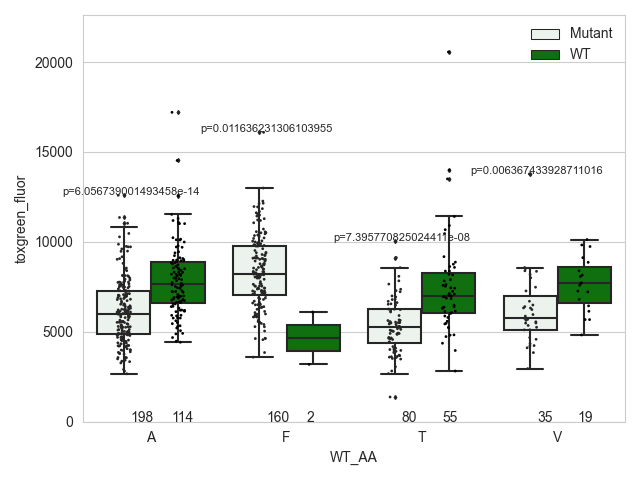 Mutant
WT
20000
15000
10000
5000
0
toxgreen_fluor
p=6.056739001493458e-14
p=0.011636231306103955
p=7.395770825024411e-08
p=0.006367433928711016
198 114 160 2 80 55 35 19
A F T V
WT_AA